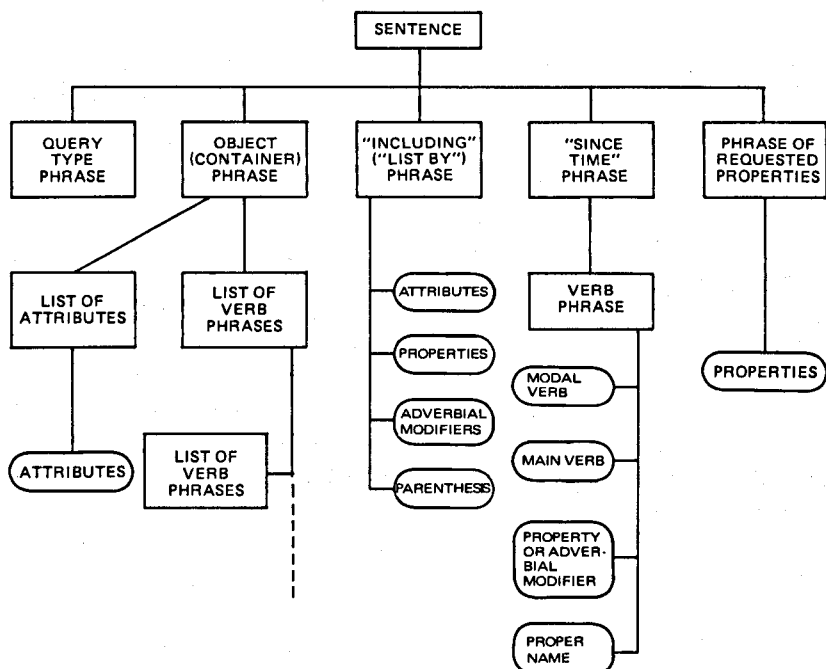 SENTENCE
QUERY
TYPE
PHRASE
OBJECT
(CONTAINER)
PHRASE
"INCLUDING"
("LIST BY")
PHRASE
"SINCE
TIME"
PHRASE
PHRASE OF
REQUESTED
PROPERTIES
LIST OF
ATTRIBUTES
LIST OF
VERB
PHRASES
ATTRIBUTES
PROPERTIES
ADVERBIAL
MODIFIERS
PARENTHESIS
VERB
PHRASE
MODAL
VERB
MAIN VERB
PROPERTY
OR ADVER-
BIAL
MODIFIER
PROPER
NAME
PROPERTIES
ATTRIBUTES
LIST OF
VERB
PHRASES